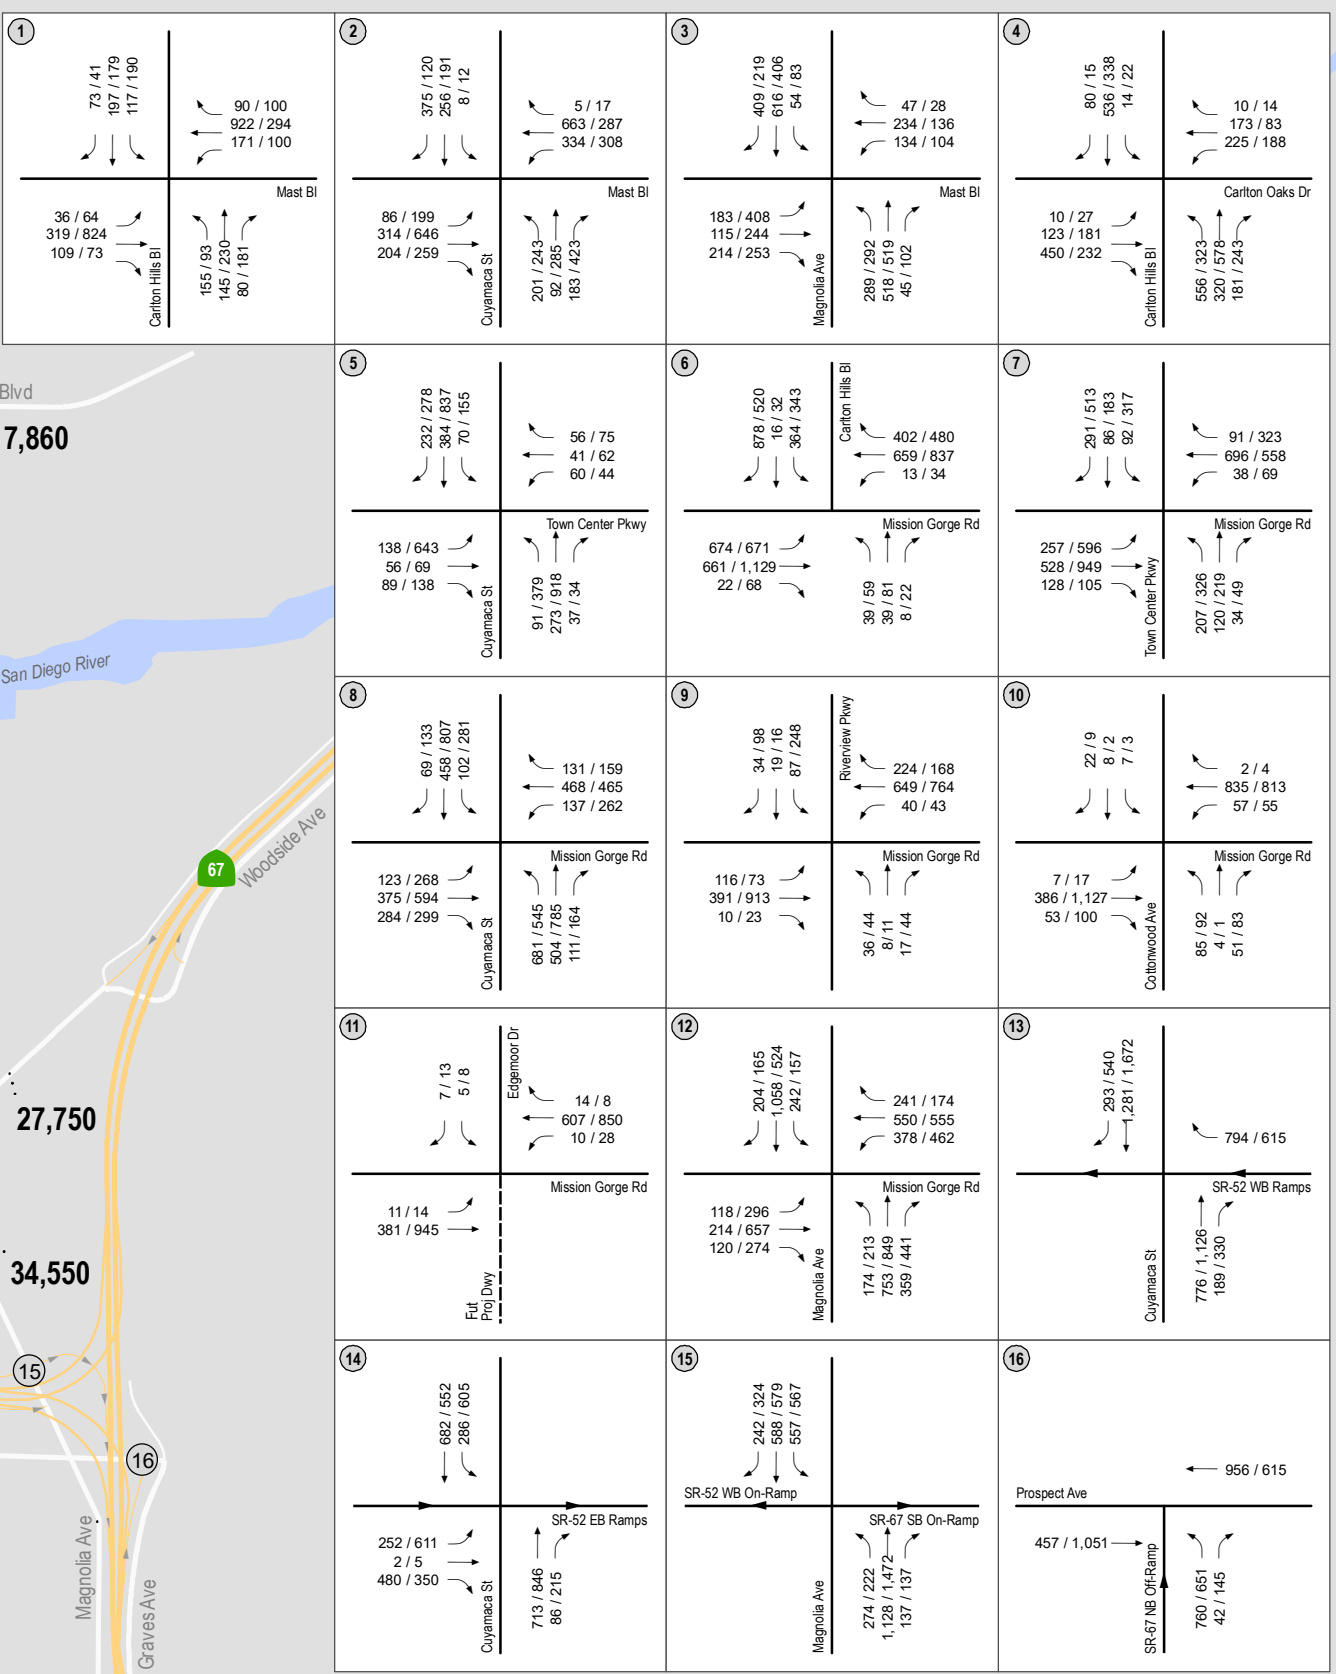 1
73 / 41
197 / 179
117 / 190
90 / 100
922 / 294
171 / 100
Mast Bl
36 / 64
319 / 824
109 / 73
Carlton Hills Bl
155 / 93
145 / 230
80 / 181
2
375 / 120
256 / 191
8 / 12
5 / 17
663 / 287
334 / 308
Mast Bl
86 / 199
314 / 646
204 / 259
Cuyamaca St
201 / 243
92 / 285
183 / 423
3
409 / 219
616 / 406
54 / 83
47 / 28
234 / 136
134 / 104
Mast Bl
183 / 408
115 / 244
214 / 253
Magnolia Ave
289 / 292
518 / 519
45 / 102
4
80 / 15
536 / 338
14 / 22
10 / 14
173 / 83
225 / 188
Carlton Oaks Dr
10 / 27
123 / 181
450 / 232
Carlton Hills Bl
556 / 323
320 / 578
181 / 243
Blvd
7,860
San Diego River
67
Woodside Ave
27,750
34,550
15
16
Magnolia Ave
Graves Ave
5
232 / 278
384 / 837
70 / 155
56 / 75
41 / 62
60 / 44
Town Center Pkwy
138 / 643
56 / 69
89 / 138
Cuyamaca St
91 / 379
273 / 918
37 / 34
6
878 / 520
16 / 32
364 / 343
Carlton Hills Bl
402 / 480
659 / 837
13 / 34
Mission Gorge Rd
674 / 671
661 / 1,129
22 / 68
39 / 59
39 / 81
8 / 22
7
291 / 513
86 / 183
92 / 317
91 / 323
696 / 558
38 / 69
Mission Gorge Rd
257 / 596
528 / 949
128 / 105
Town Center Pkwy
207 / 326
120 / 219
34 / 49
8
69 / 133
458 / 807
102 / 281
131 / 159
468 / 465
137 / 262
Mission Gorge Rd
123 / 268
375 / 594
284 / 299
Cuyamaca St
681 / 545
504 / 785
111 / 164
9
34 / 98
19 / 16
87 / 248
Riverview Pkwy
224 / 168
649 / 764
40 / 43
Mission Gorge Rd
116 / 73
391 / 913
10 / 23
36 / 44
8/ 11
17 / 44
10
22 / 9
8 / 2
7 / 3
2 / 4
835 / 813
57 / 55
Mission Gorge Rd
7 / 17
386 / 1,127
53 / 100
Cottonwood Ave
85 / 92
4 / 1
51 / 83
11
7 / 13
5 / 8
Edgemoor Dr
14 / 8
607 / 850
10 / 28
Mission Gorge Rd
11 / 14
381 / 945
Fut
Proj Dwy
12
204 / 165
1,058 / 524
242 / 157
241 / 174
550 / 555
378 / 462
Mission Gorge Rd
118 / 296
214 / 657
120 / 274
Magnolia Ave
174 / 213
753 / 849
359 / 441
13
293 / 540
1,281 / 1,672
794 / 615
SR-52 WB Ramps
Cuyamaca St
776 / 1,126
189 / 330
14
682 / 552
286 / 605
SR-52 EB Ramps
252 / 611
2 / 5
480 / 350
Cuyamaca St
713 / 846
86 / 215
15
242 / 324
588 / 579
557 / 567
SR-52 WB On-Ramp
SR-67 SB On-Ramp
Magnolia Ave
274 / 222
1,128 / 1,472
137 / 137
16
956 / 615
Prospect Ave
457 / 1,051
SR-67 NB Off-Ramp
760 / 651
42 / 145